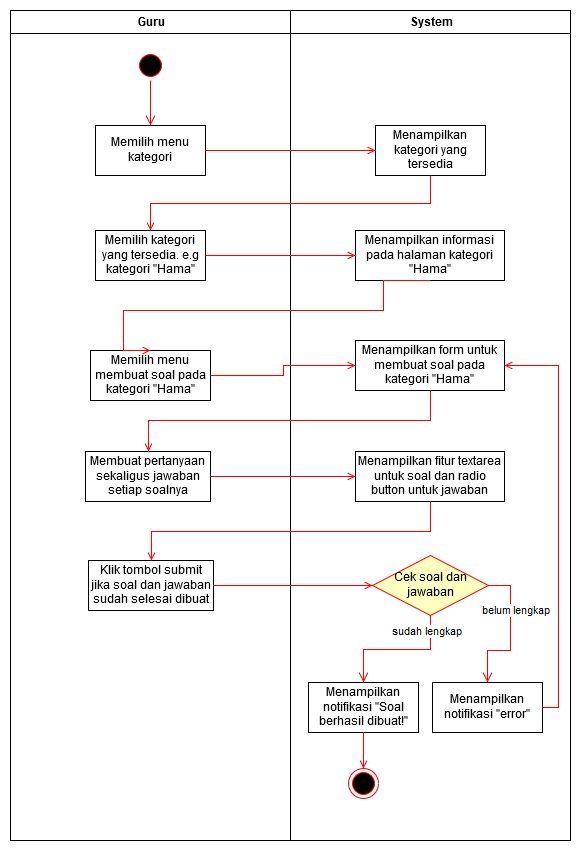 Guru
System
Memilih menu
kategori
Menampilkan
kategori yang
tersedia
Memilih kategori
yang tersedia. e.g
kategori "Hama"
Menampilkan informasi
pada halaman kategori
"Hama"
Memilih menu
membuat soal pada
kategori "Hama"
Menampilkan form untuk
membuat soal pada
kategori "Hama"
Membuat pertanyaan
sekaligus jawaban
setiap soalnya
Menampilkan fitur textarea
untuk soal dan radio
button untuk jawaban
Klik tombol submit
jika soal dan jawaban
sudah selesai dibuat
Cek soal dan
jawaban
belum lengkap
sudah lengkap
Menampilkan
notifikasi "Soal
berhasil dibuat!"
Menampilkan
notifikasi "error"